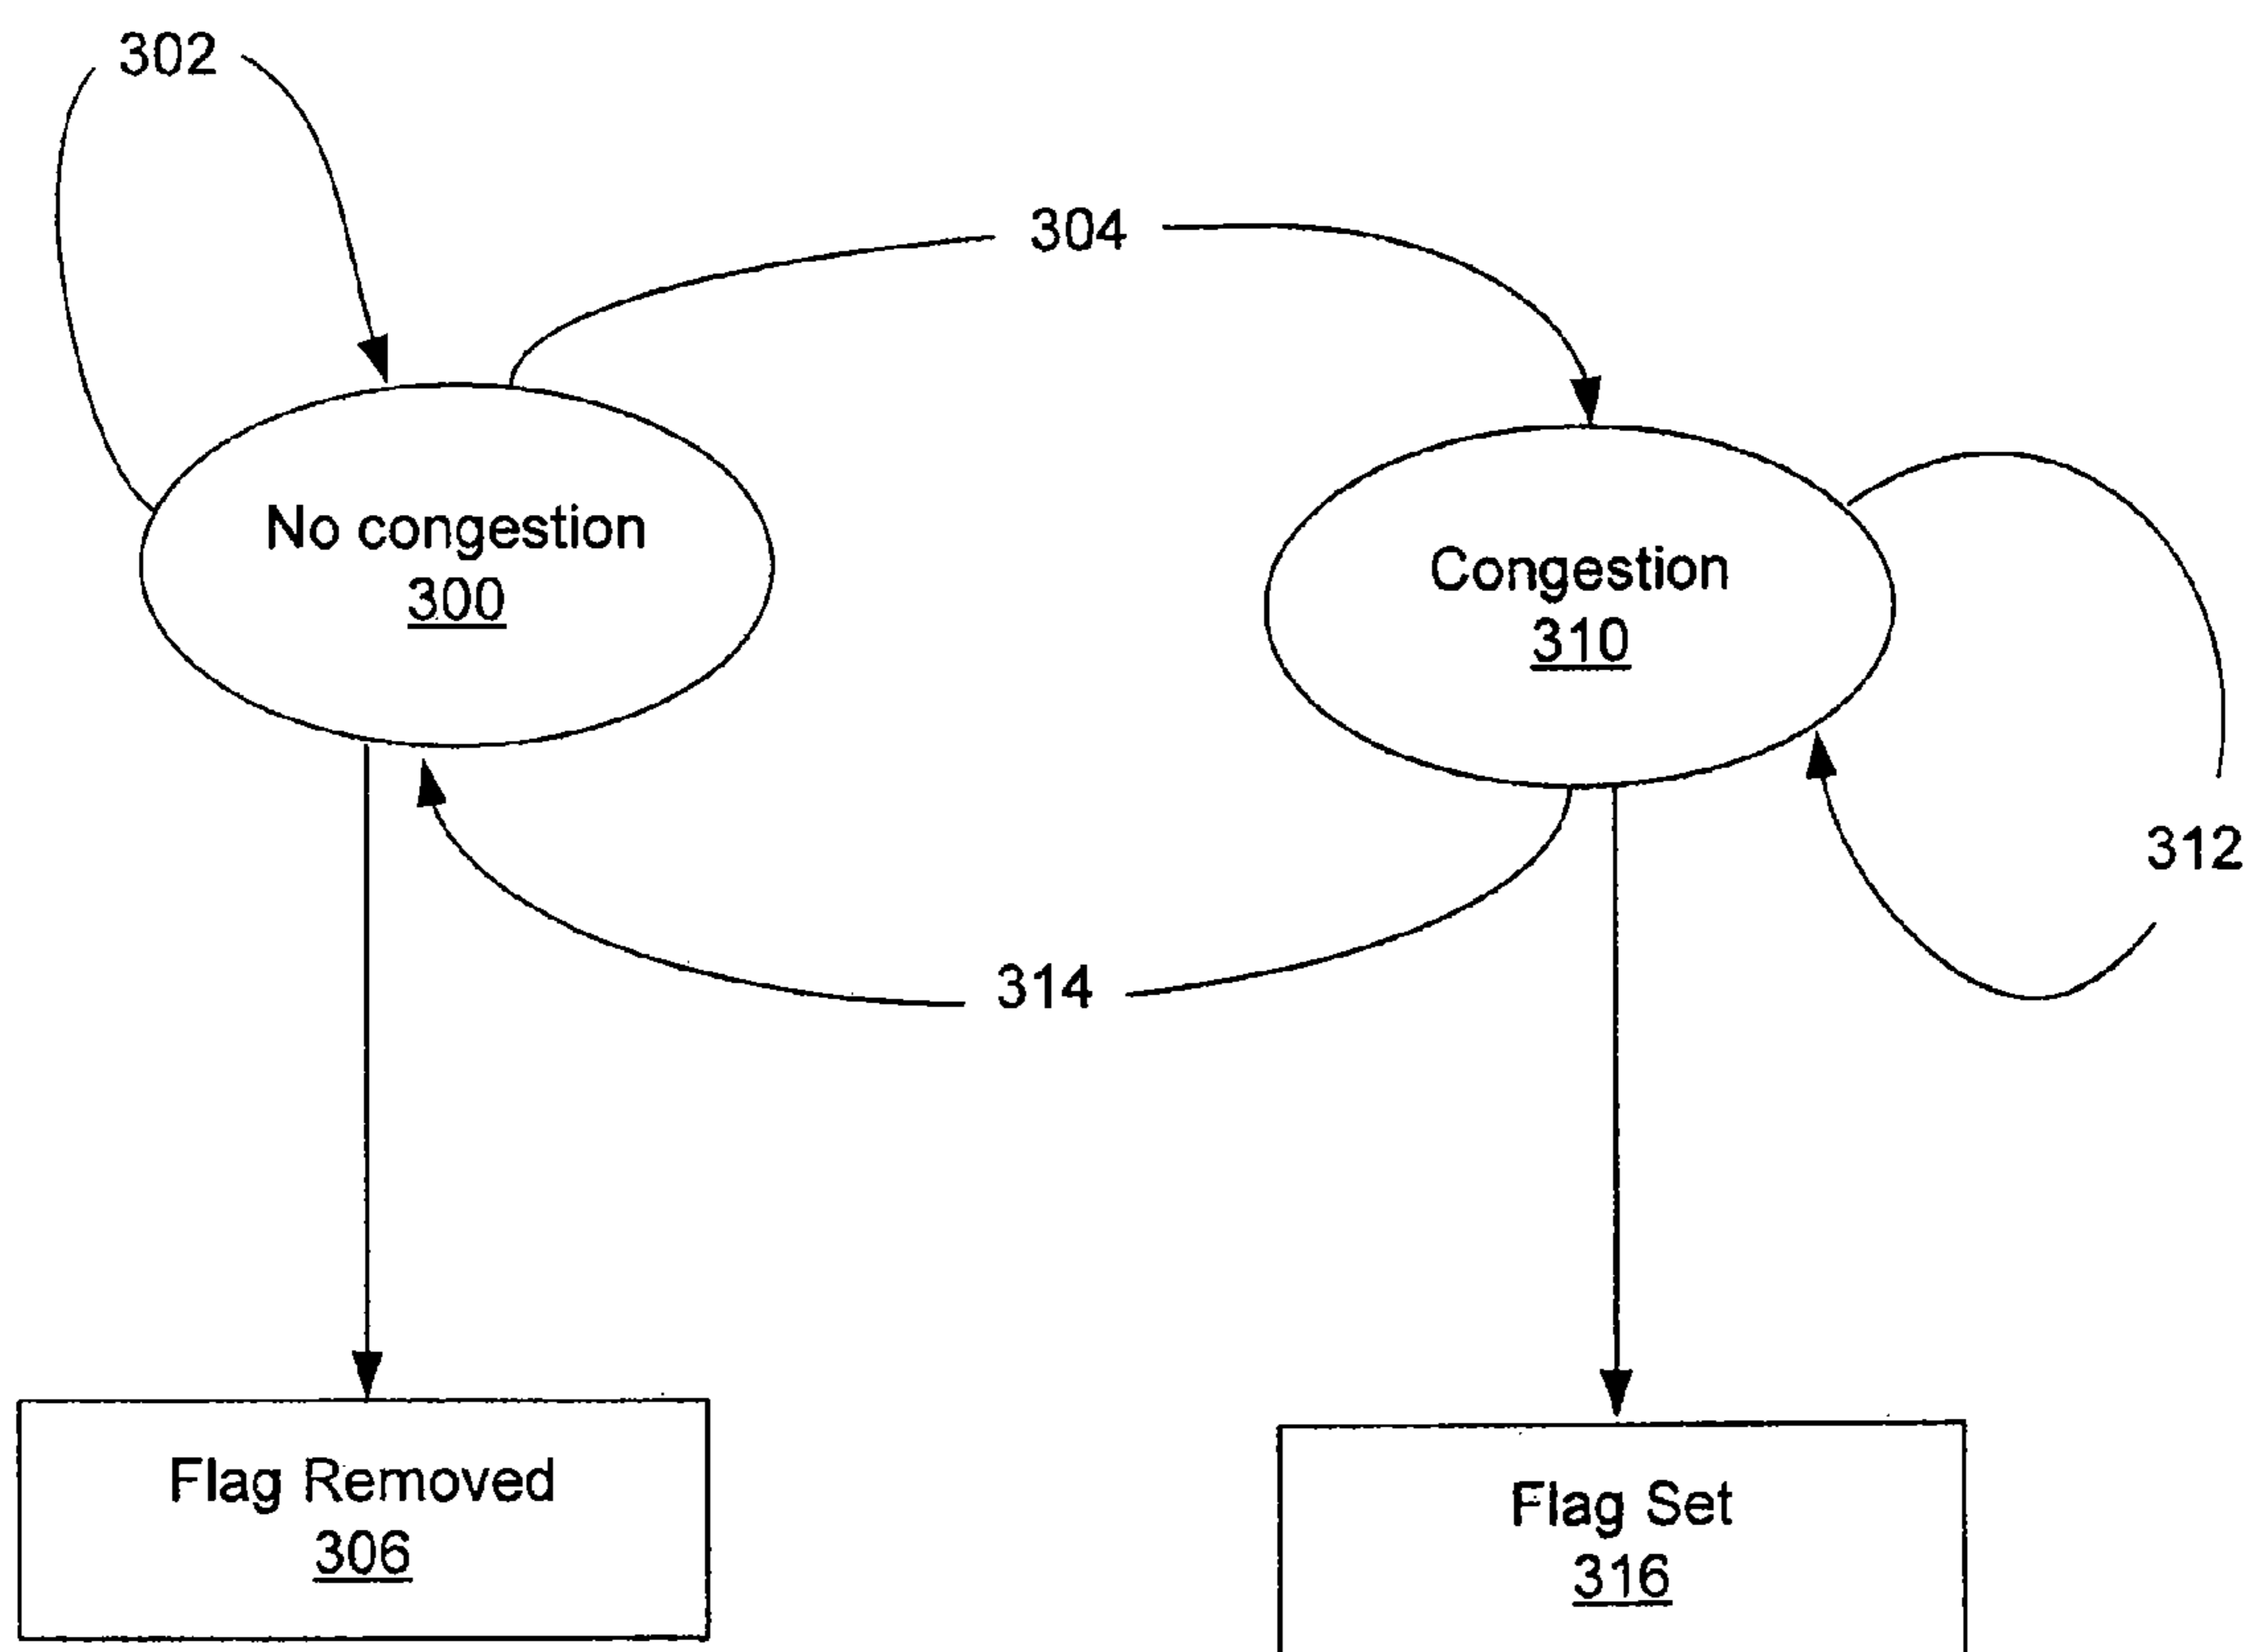 302
304
No congestion
300
Congestion
310
312
314
Flag Removed
306
Flag Set
316